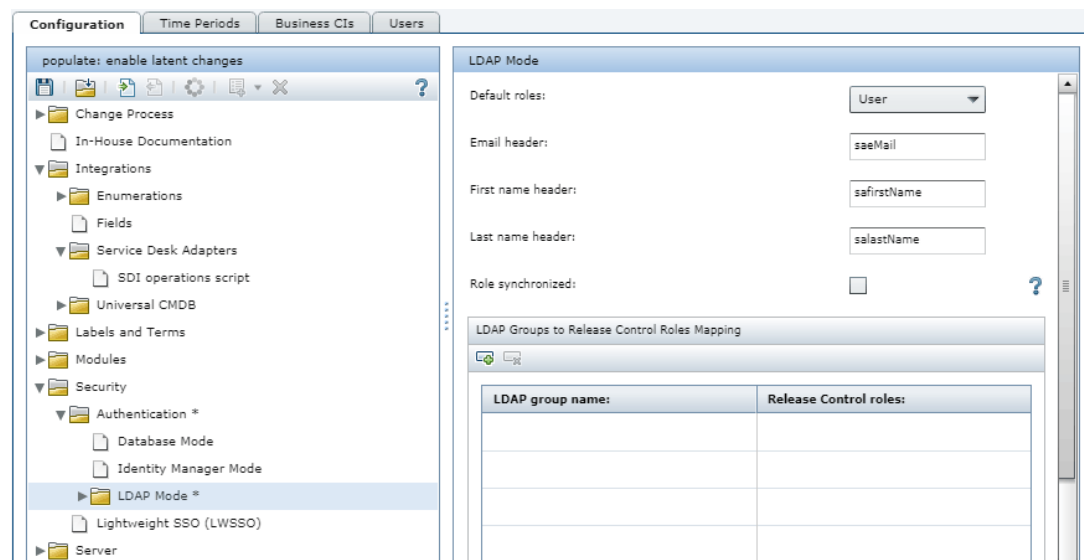 Configuration
Time Periods
Business CIs
Users
populate: enable latent changes
?
Change Process
In-House Documentation
Integrations
Enumerations
Fields
Service Desk Adapters
SDI operations script
Universal CMDB
Labels and Terms
Modules
Security
Authentication *
Database Mode
Identity Manager Mode
LDAP Mode *
Lightweight SSO (LWSSO)
Server
LDAP Mode
Default roles:
User
Email header:
saeMail
First name header:
safirstName
Last name header:
salastName
Role synchronized:
?
LDAP Groups to Release Control Roles Mapping
LDAP group name:
Release Control roles: